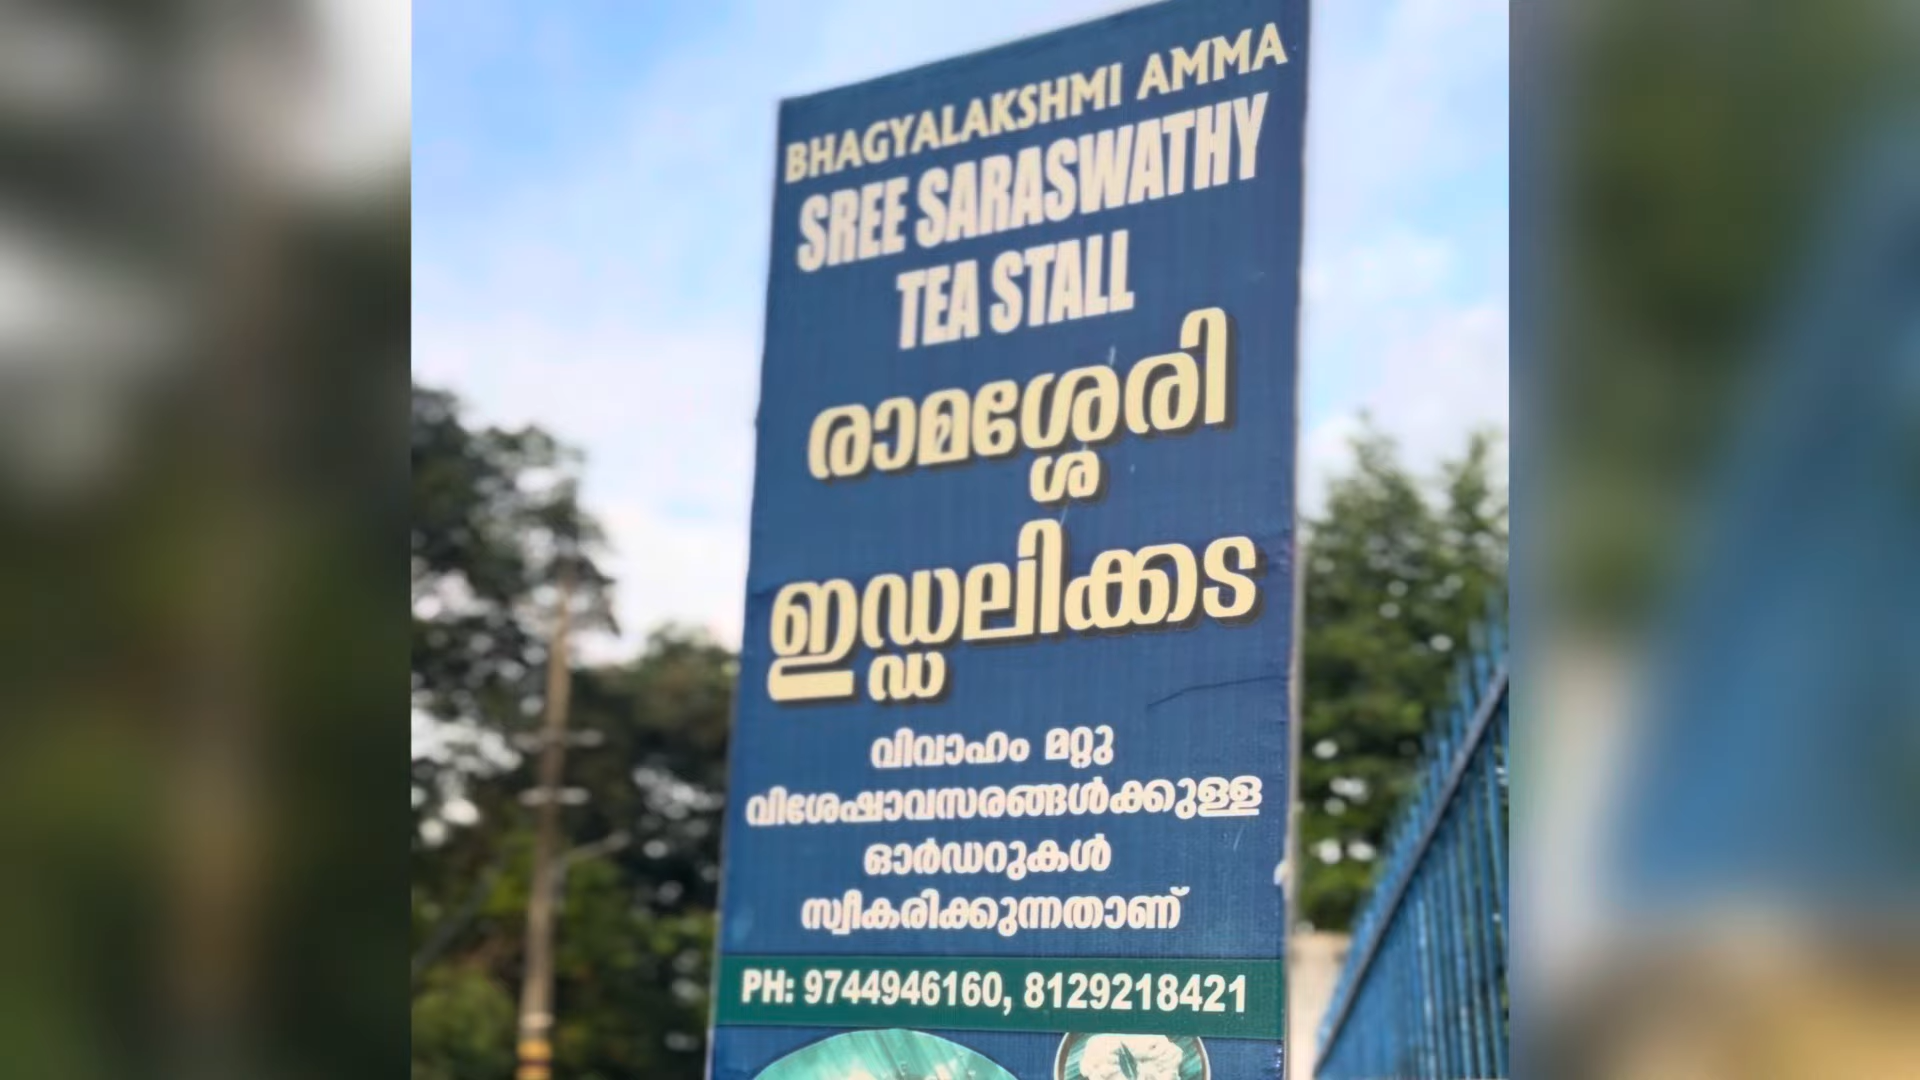 BHAGYALAKSHMI AMMA
SREE SARASWATHY
TEA STALL
രാമശ്ശേരി
ഇഡ്ഡലിക്കട
വിവാഹം മറ്റു
വിശേഷാവസരങ്ങൾക്കുള്ള
ഓർഡറുകൾ
സ്വീകരിക്കുന്നതാണ്
PH: 9744946160, 8129218421